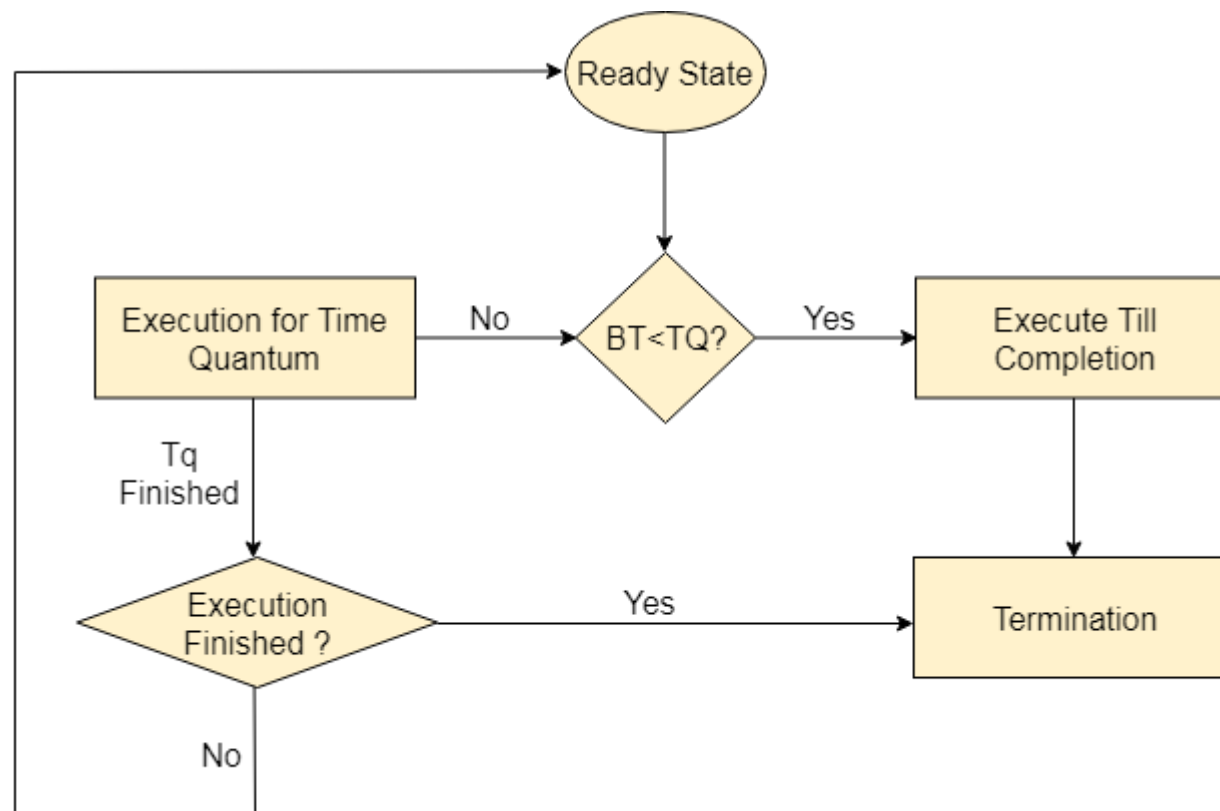 Ready State
Execution for Time
Quantum
No
BT<TQ?
Yes
Execute Till
Completion
Tq
Finished
Execution
Finished ?
Yes
Termination
No